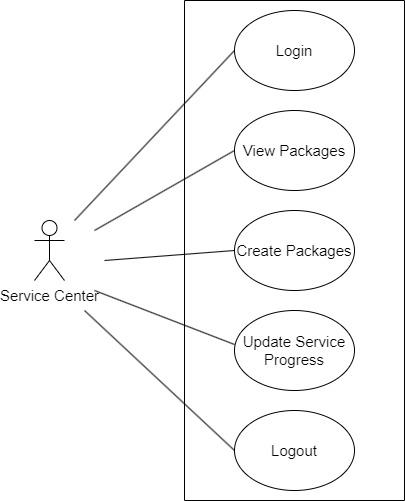 Login
View Packages
Create Packages
Service Center
Update Service
Progress
Logout